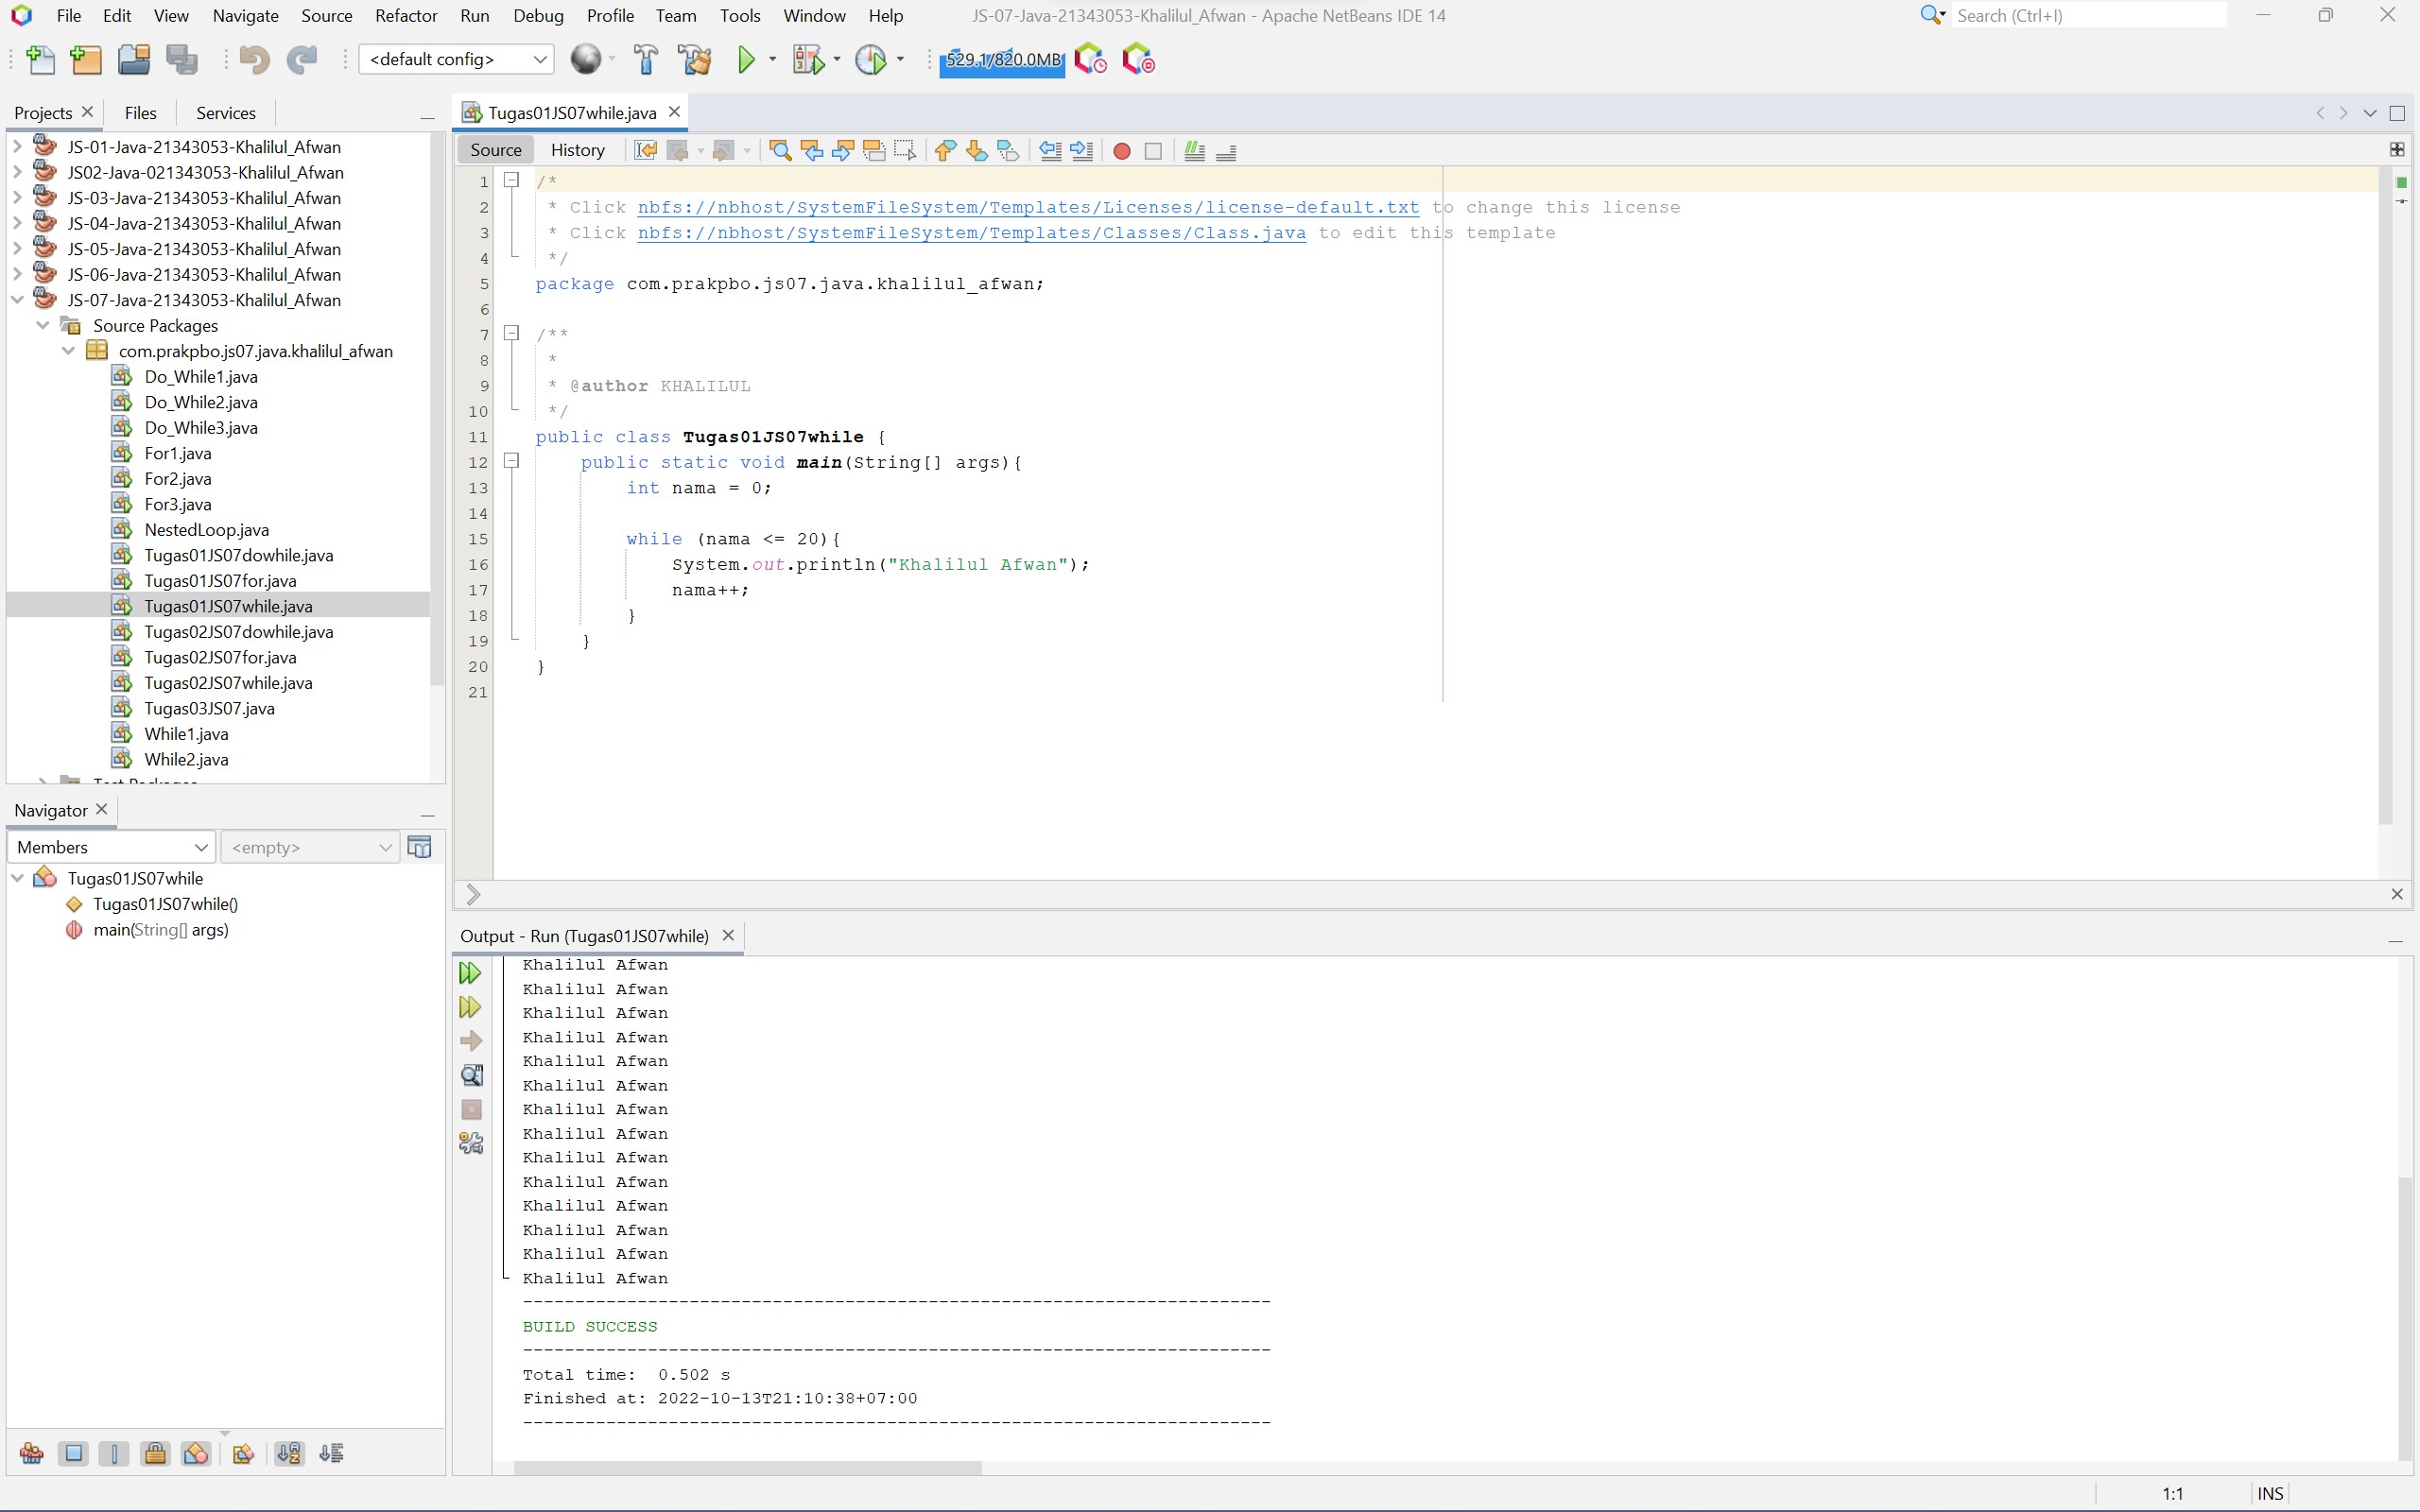 File Edit View Navigate Source Refactor Run Debug Profile Team Tools Window Help JS-07-Java-21343053-Khalilul_Afwan - Apache NetBeans IDE 14 Search (Ctrl+I)
<default config> 529.1/820.0MB
Projects Files Services
JS-01-Java-21343053-Khalilul_Afwan
JS02-Java-021343053-Khalilul_Afwan
JS-03-Java-21343053-Khalilul_Afwan
JS-04-Java-21343053-Khalilul_Afwan
JS-05-Java-21343053-Khalilul_Afwan
JS-06-Java-21343053-Khalilul_Afwan
JS-07-Java-21343053-Khalilul_Afwan
Source Packages
com.prakpbo.js07.java.khalilul_afwan
Do_While1.java
Do_While2.java
Do_While3.java
For1.java
For2.java
For3.java
NestedLoop.java
Tugas01JS07dowhile.java
Tugas01JS07for.java
Tugas01JS07while.java
Tugas02JS07dowhile.java
Tugas02JS07for.java
Tugas02JS07while.java
Tugas03JS07.java
While1.java
While2.java
Test Packages
Navigator
Members <empty>
Tugas01JS07while
Tugas01JS07while()
main(String[] args)
Tugas01JS07while.java
Source History
1 /*
2 * Click nbfs://nbhost/SystemFileSystem/Templates/Licenses/license-default.txt to change this license
3 * Click nbfs://nbhost/SystemFileSystem/Templates/Classes/Class.java to edit this template
4 */
5 package com.prakpbo.js07.java.khalilul_afwan;
6
7 /**
8 *
9 * @author KHALILUL
10 */
11 public class Tugas01JS07while {
12 public static void main(String[] args){
13 int nama = 0;
14
15 while (nama <= 20){
16 System.out.println("Khalilul Afwan");
17 nama++;
18 }
19 }
20 }
21
Output - Run (Tugas01JS07while)
Khalilul Afwan
Khalilul Afwan
Khalilul Afwan
Khalilul Afwan
Khalilul Afwan
Khalilul Afwan
Khalilul Afwan
Khalilul Afwan
Khalilul Afwan
Khalilul Afwan
Khalilul Afwan
Khalilul Afwan
Khalilul Afwan
Khalilul Afwan
------------------------------------------------------------------------
BUILD SUCCESS
------------------------------------------------------------------------
Total time: 0.502 s
Finished at: 2022-10-13T21:10:38+07:00
------------------------------------------------------------------------
1:1 INS